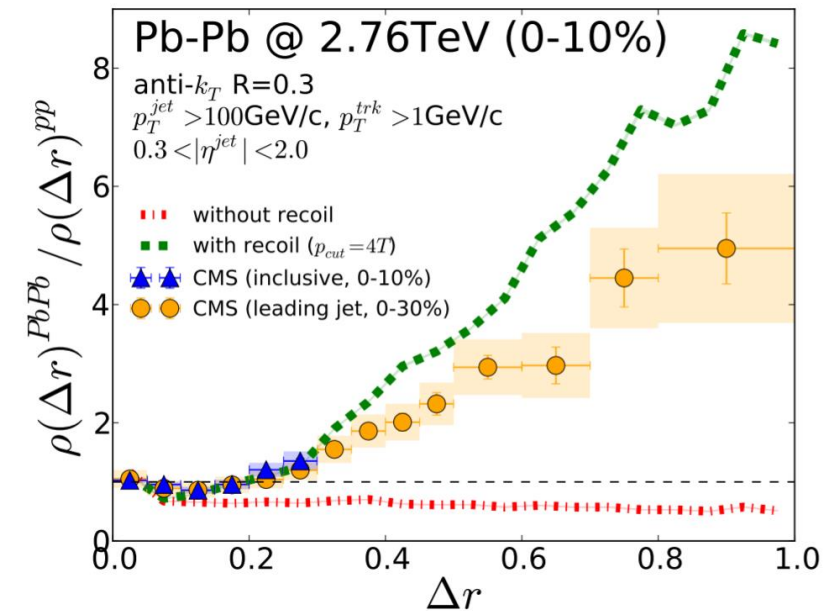 Pb-Pb @ 2.76TeV (0-10%)
anti-k_T R=0.3
p_T^{jet} >100GeV/c, p_T^{trk} >1GeV/c
0.3 <|η^{jet}| <2.0
without recoil
with recoil (p_{cut}=4T)
CMS (inclusive, 0-10%)
CMS (leading jet, 0-30%)
ρ(Δr)^{PbPb} /ρ(Δr)^{pp}
8
6
4
2
0
0.0 0.2 0.4 0.6 0.8 1.0
Δr